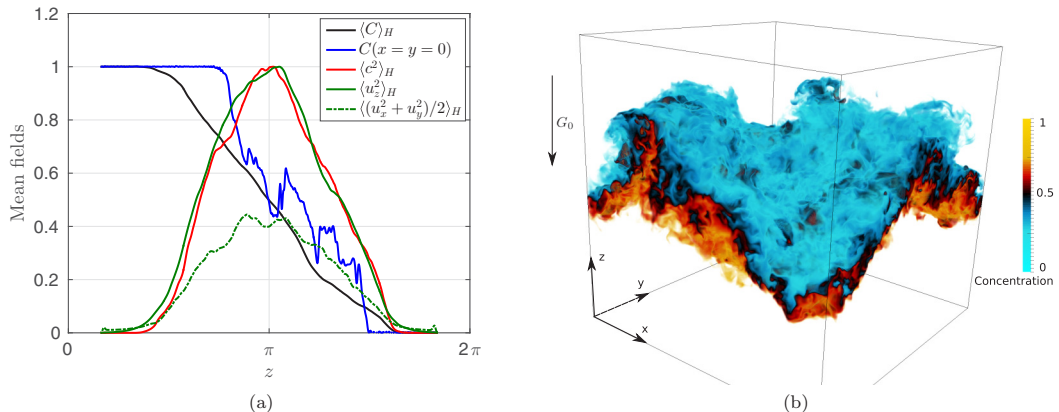 1.2
1
0.8
0.6
0.4
0.2
0
Mean fields
0 π 2π
z
⟨C⟩_H
C(x = y = 0)
⟨c²⟩_H
⟨u_z²⟩_H
⟨(u_x² + u_y²)/2⟩_H
(a)
G₀
z
y
x
1
0.5
0
Concentration
(b)